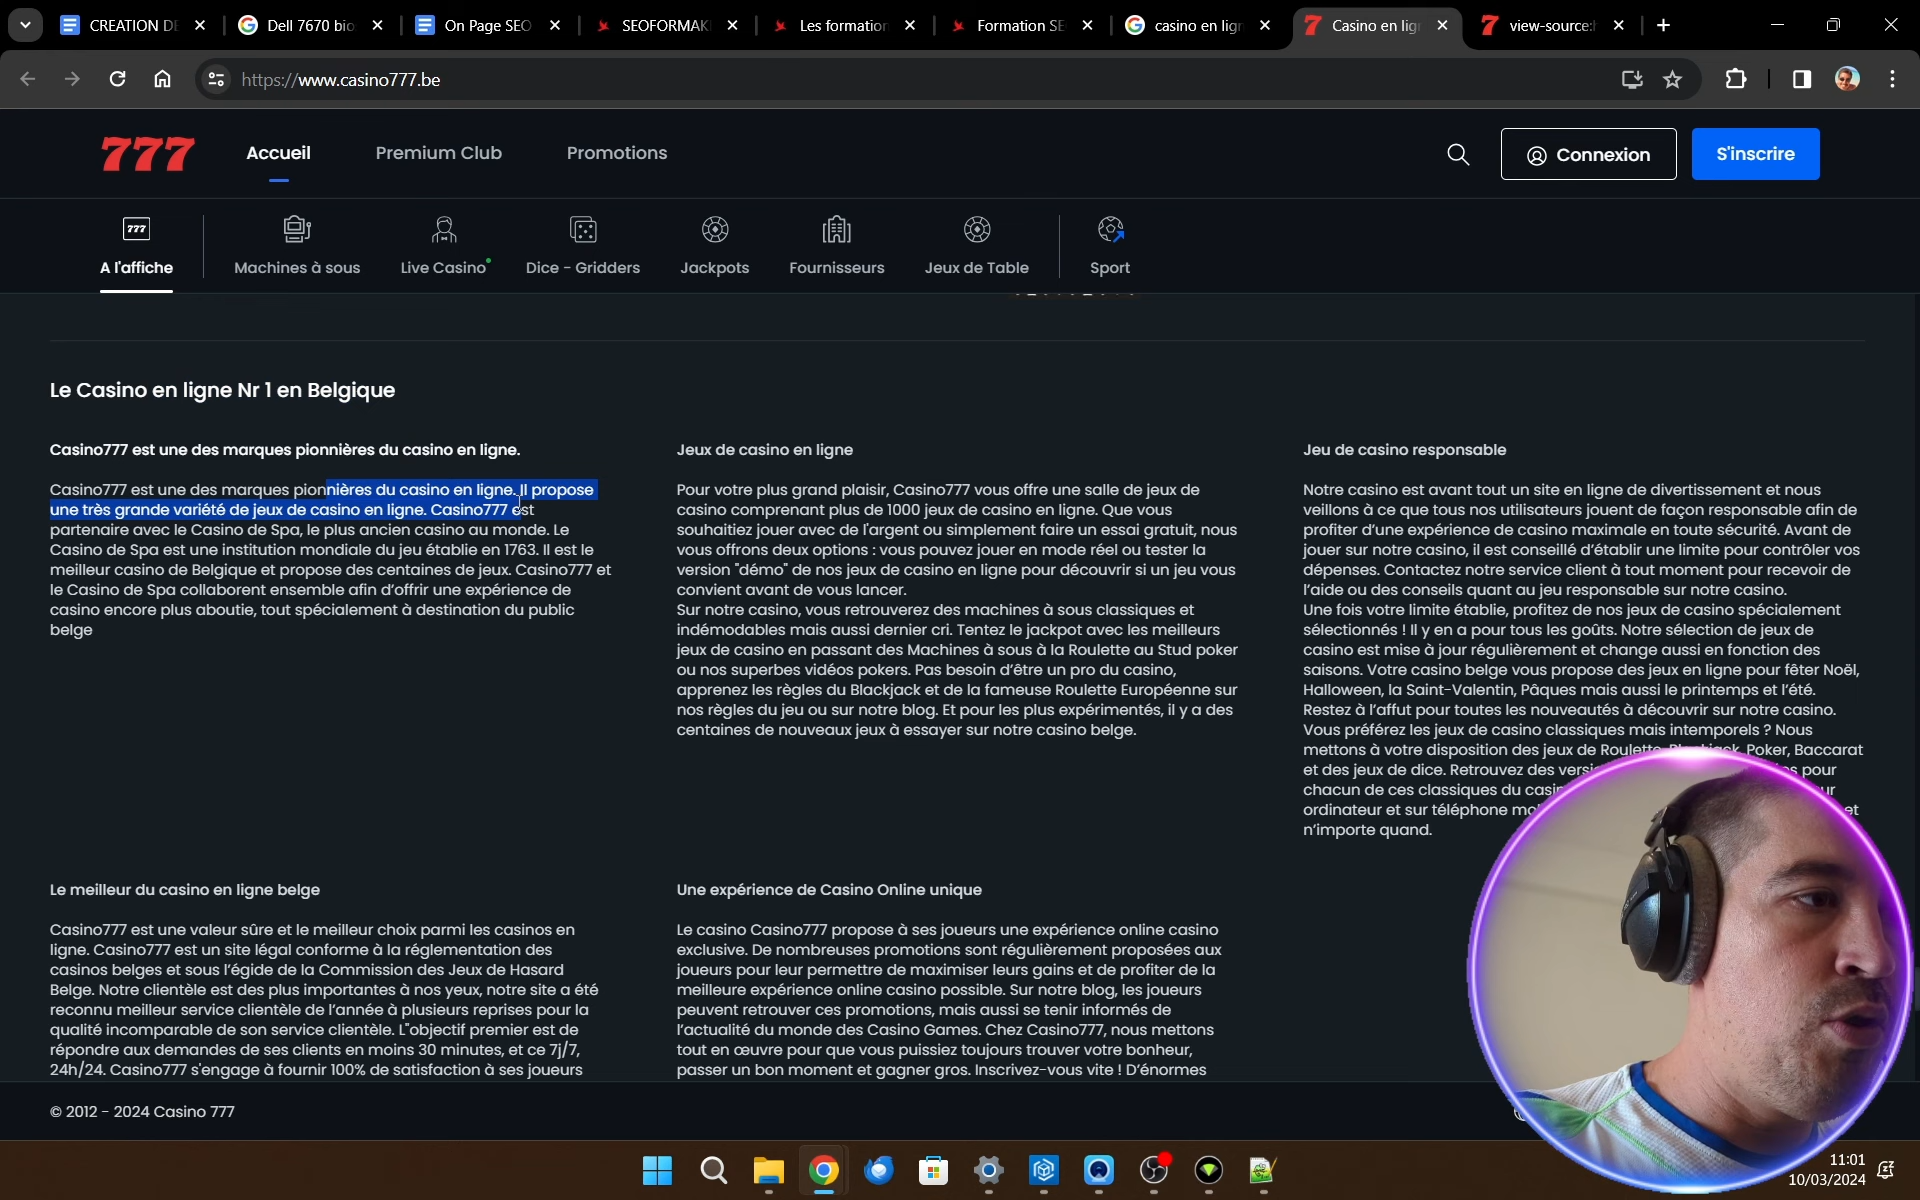 CREATION DE
Dell 7670 bio
On Page SEO
SEOFORMAK
Les formation
Formation SE
casino en lig
Casino en lig
view-source:
https://www.casino777.be
777
Accueil
Premium Club
Promotions
Connexion
S'inscrire
777
A l'affiche
Machines à sous
Live Casino
Dice - Gridders
Jackpots
Fournisseurs
Jeux de Table
Sport
Le Casino en ligne Nr 1 en Belgique
Casino777 est une des marques pionnières du casino en ligne.
Casino777 est une des marques pionnières du casino en ligne. Il propose
une très grande variété de jeux de casino en ligne. Casino777 est
partenaire avec le Casino de Spa, le plus ancien casino au monde. Le
Casino de Spa est une institution mondiale du jeu établie en 1763. Il est le
meilleur casino de Belgique et propose des centaines de jeux. Casino777 et
le Casino de Spa collaborent ensemble afin d'offrir une expérience de
casino encore plus aboutie, tout spécialement à destination du public
belge
Jeux de casino en ligne
Pour votre plus grand plaisir, Casino777 vous offre une salle de jeux de
casino comprenant plus de 1000 jeux de casino en ligne. Que vous
souhaitiez jouer avec de l'argent ou simplement faire un essai gratuit, nous
vous offrons deux options : vous pouvez jouer en mode réel ou tester la
version "démo" de nos jeux de casino en ligne pour découvrir si un jeu vous
convient avant de vous lancer.
Sur notre casino, vous retrouverez des machines à sous classiques et
indémodables mais aussi dernier cri. Tentez le jackpot avec les meilleurs
jeux de casino en passant des Machines à sous à la Roulette au Stud poker
ou nos superbes vidéos pokers. Pas besoin d'être un pro du casino,
apprenez les règles du Blackjack et de la fameuse Roulette Européenne sur
nos règles du jeu ou sur notre blog. Et pour les plus expérimentés, il y a des
centaines de nouveaux jeux à essayer sur notre casino belge.
Jeu de casino responsable
Notre casino est avant tout un site en ligne de divertissement et nous
veillons à ce que tous nos utilisateurs jouent de façon responsable afin de
profiter d'une expérience de casino maximale en toute sécurité. Avant de
jouer sur notre casino, il est conseillé d'établir une limite pour contrôler vos
dépenses. Contactez notre service client à tout moment pour recevoir de
l'aide ou des conseils quant au jeu responsable sur notre casino.
Une fois votre limite établie, profitez de nos jeux de casino spécialement
sélectionnés ! Il y en a pour tous les goûts. Notre sélection de jeux de
casino est mise à jour régulièrement et change aussi en fonction des
saisons. Votre casino belge vous propose des jeux en ligne pour fêter Noël,
Halloween, la Saint-Valentin, Pâques mais aussi le printemps et l'été.
Restez à l'affut pour toutes les nouveautés à découvrir sur notre casino.
Vous préférez les jeux de casino classiques mais intemporels ? Nous
mettons à votre disposition des jeux de Roulette, Blackjack, Poker, Baccarat
et des jeux de dice. Retrouvez des versi pour
chacun de ces classiques du casin ur
ordinateur et sur téléphone mo et
n'importe quand.
Le meilleur du casino en ligne belge
Casino777 est une valeur sûre et le meilleur choix parmi les casinos en
ligne. Casino777 est un site légal conforme à la réglementation des
casinos belges et sous l'égide de la Commission des Jeux de Hasard
Belge. Notre clientèle est des plus importantes à nos yeux, notre site a été
reconnu meilleur service clientèle de l'année à plusieurs reprises pour la
qualité incomparable de son service clientèle. L"objectif premier est de
répondre aux demandes de ses clients en moins 30 minutes, et ce 7j/7,
24h/24. Casino777 s'engage à fournir 100% de satisfaction à ses joueurs
Une expérience de Casino Online unique
Le casino Casino777 propose à ses joueurs une expérience online casino
exclusive. De nombreuses promotions sont régulièrement proposées aux
joueurs pour leur permettre de maximiser leurs gains et de profiter de la
meilleure expérience online casino possible. Sur notre blog, les joueurs
peuvent retrouver ces promotions, mais aussi se tenir informés de
l'actualité du monde des Casino Games. Chez Casino777, nous mettons
tout en œuvre pour que vous puissiez toujours trouver votre bonheur,
passer un bon moment et gagner gros. Inscrivez-vous vite ! D'énormes
© 2012 - 2024 Casino 777
11:01
10/03/2024